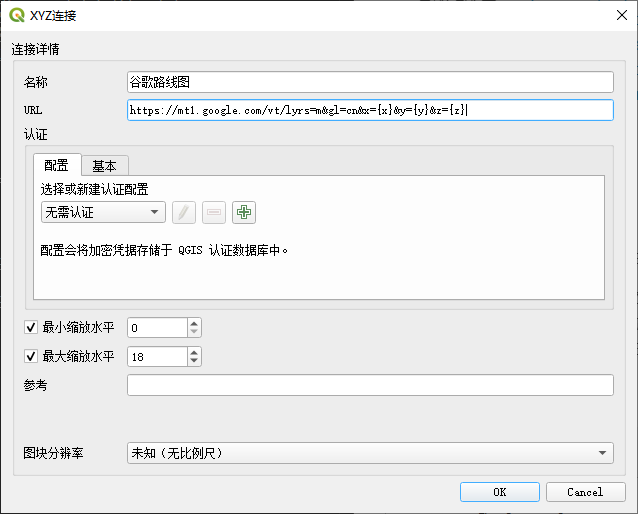 XYZ连接
连接详情
名称 谷歌路线图
URL https://mt1.google.com/vt/lyrs=m&gl=cn&x={x}&y={y}&z={z}
认证
配置 基本
选择或新建认证配置
无需认证
配置会将加密凭据存储于 QGIS 认证数据库中。
最小缩放水平 0
最大缩放水平 18
参考
图块分辨率 未知（无比例尺）
OK Cancel